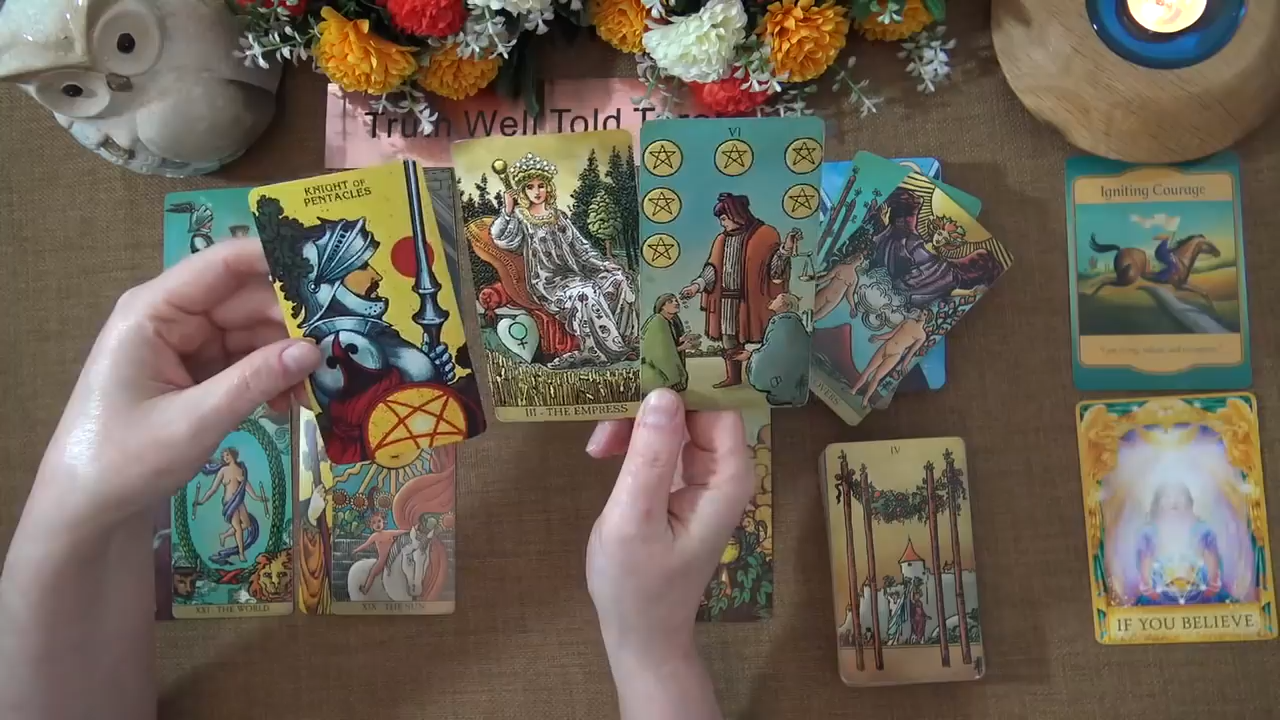 Truth Well Told Tarot
KNIGHT OF
PENTACLES
III - THE EMPRESS
VI
Igniting Courage
IV
XXI THE WORLD
XIX THE SUN
IF YOU BELIEVE